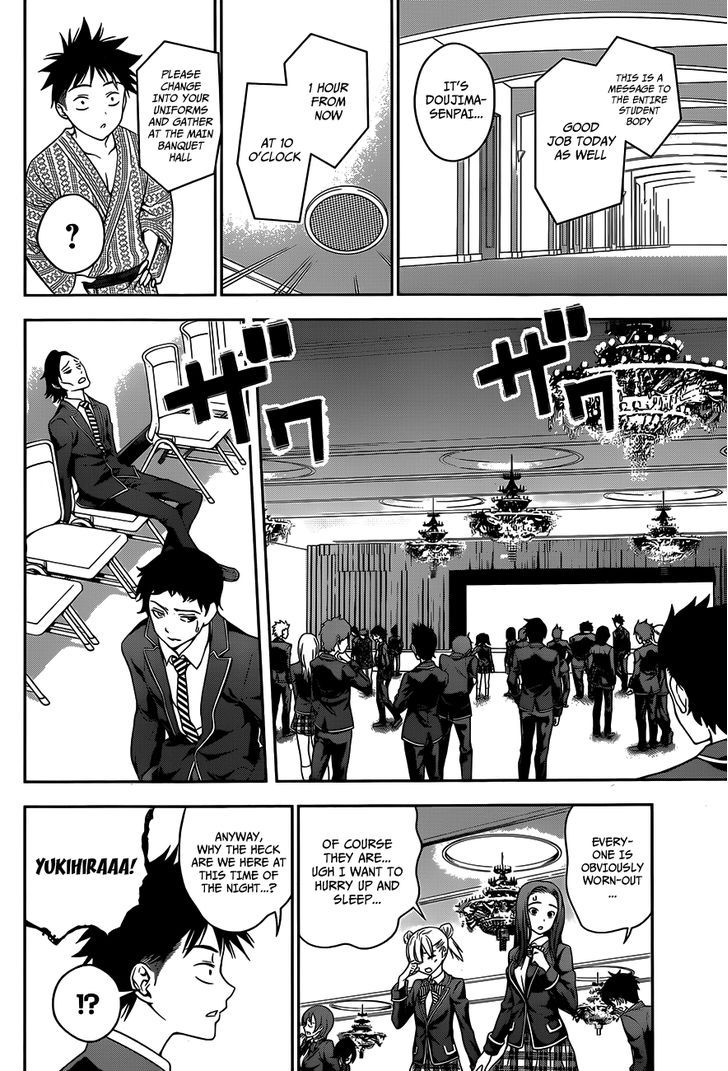 THIS IS A
MESSAGE TO
THE ENTIRE
STUDENT
BODY
GOOD
JOB TODAY
AS WELL
IT'S
DOUJIMA-
SENPAI...
1 HOUR
FROM
NOW
AT 10
O'CLOCK
PLEASE
CHANGE
INTO YOUR
UNIFORMS
AND GATHER
AT THE MAIN
BANQUET
HALL
?
ザワ
ザワ
EVERY-
ONE IS
OBVIOUSLY
WORN-OUT
...
OF COURSE
THEY ARE...
UGH I WANT TO
HURRY UP AND
SLEEP...
ANYWAY,
WHY THE HECK
ARE WE HERE AT
THIS TIME OF
THE NIGHT...?
YUKIHIRAAA!
!?